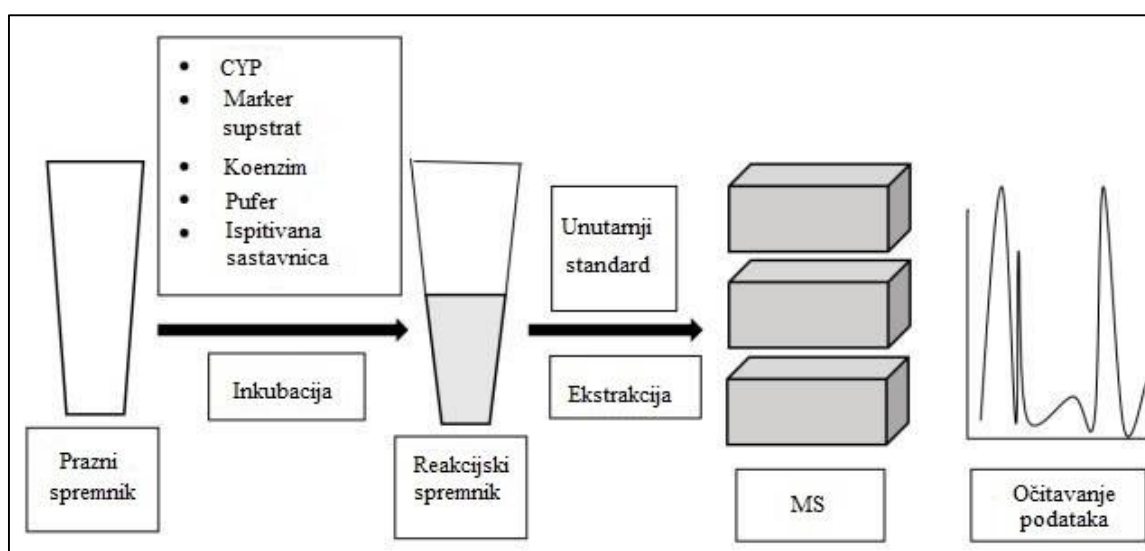 CYP
Marker
supstrat
Koenzim
Pufer
Ispitivana
sastavnica
Unutarnji
standard
Inkubacija
Ekstrakcija
Prazni
spremnik
Reakcijski
spremnik
MS
Očitavanje
podataka